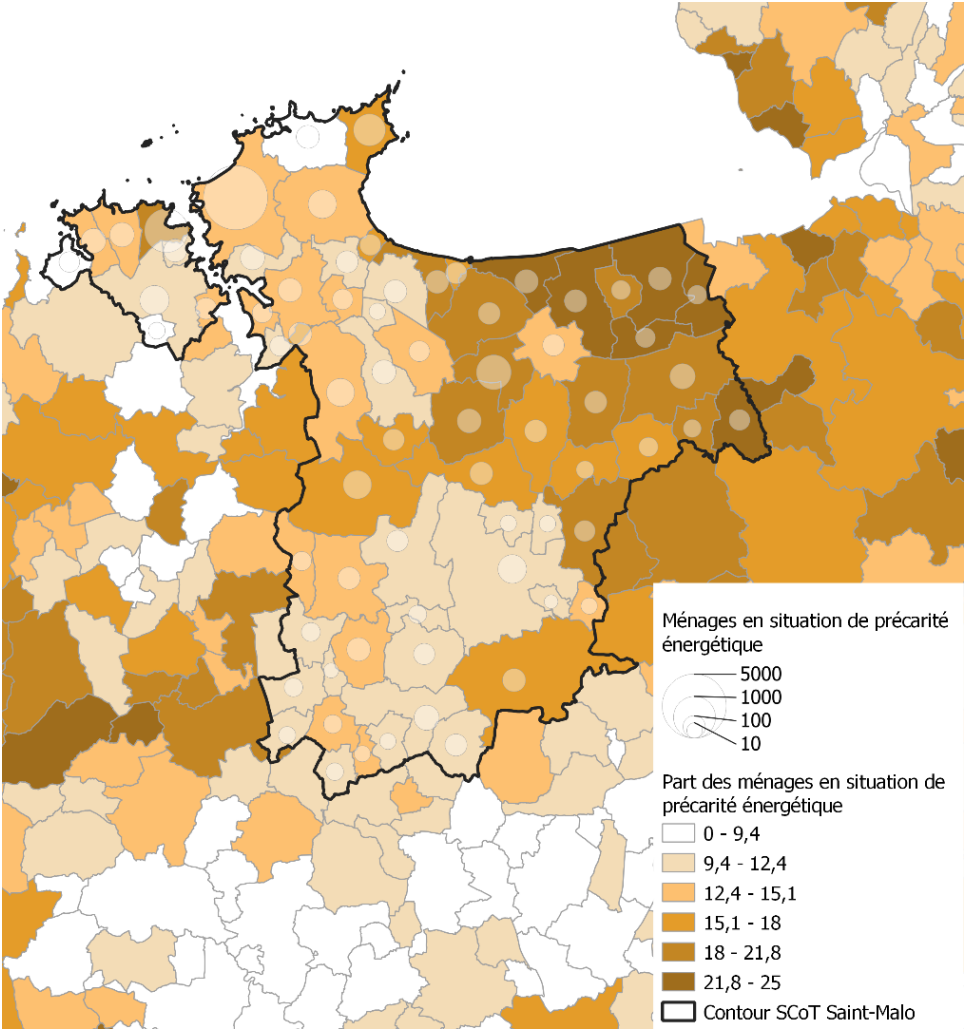 Ménages en situation de précarité
énergétique
5000
1000
100
10
Part des ménages en situation de
précarité énergétique
0 - 9,4
9,4 - 12,4
12,4 - 15,1
15,1 - 18
18 - 21,8
21,8 - 25
Contour SCoT Saint-Malo